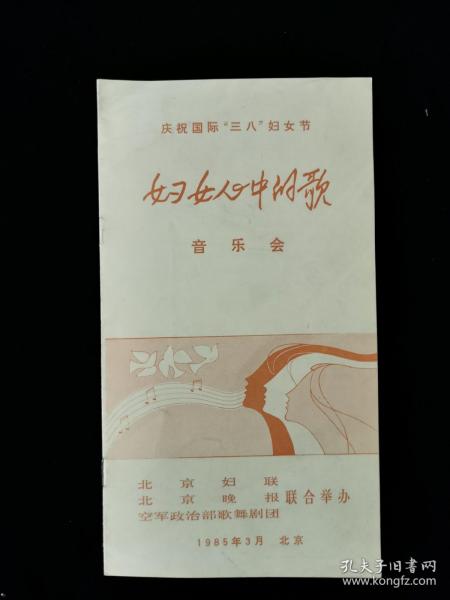 庆祝国际“三八”妇女节
妇女心中的歌
音乐会
北京妇联
北京晚报 联合举办
空军政治部歌舞剧团
1985年3月 北京
孔夫子旧书网
www.kongfz.com